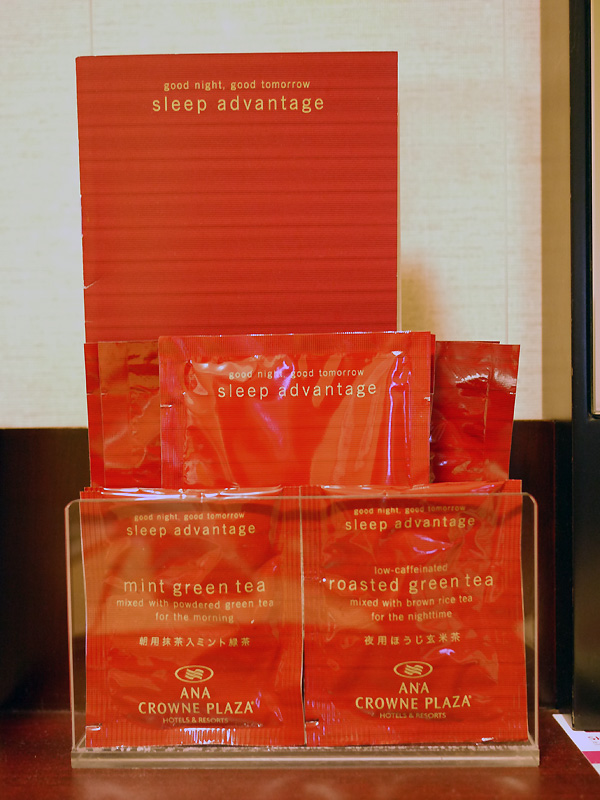 good night, good tomorrow
sleep advantage
good night, good tomorrow
sleep advantage
good night, good tomorrow
sleep advantage
mint green tea
mixed with powdered green tea
for the morning
朝用抹茶入ミント緑茶
ANA
CROWNE PLAZA
HOTELS & RESORTS
good night, good tomorrow
sleep advantage
low-caffeinated
roasted green tea
mixed with brown rice tea
for the nighttime
夜用ほうじ玄米茶
ANA
CROWNE PLAZA
HOTELS & RESORTS